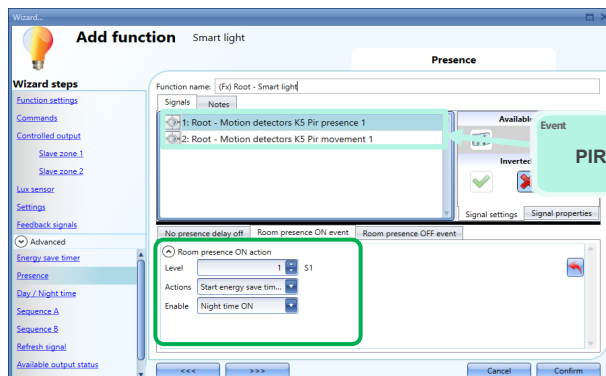 Wizard...
Add function Smart light
Presence
Wizard steps
Function settings
Commands
Controlled output
Slave zone 1
Slave zone 2
Lux sensor
Settings
Feedback signals
Advanced
Energy save timer
Presence
Day / Night time
Sequence A
Sequence B
Refresh signal
Available output status
Function name: (Fx) Root - Smart light
Signals Notes
1: Root - Motion detectors K5 Pir presence 1
2: Root - Motion detectors K5 Pir movement 1
Event
PIR
Inverted
Signal settings Signal properties
No presence delay off Room presence ON event Room presence OFF event
Room presence ON action
Level 1 S1
Actions Start energy save tim...
Enable Night time ON
<<< >>> Cancel Confirm